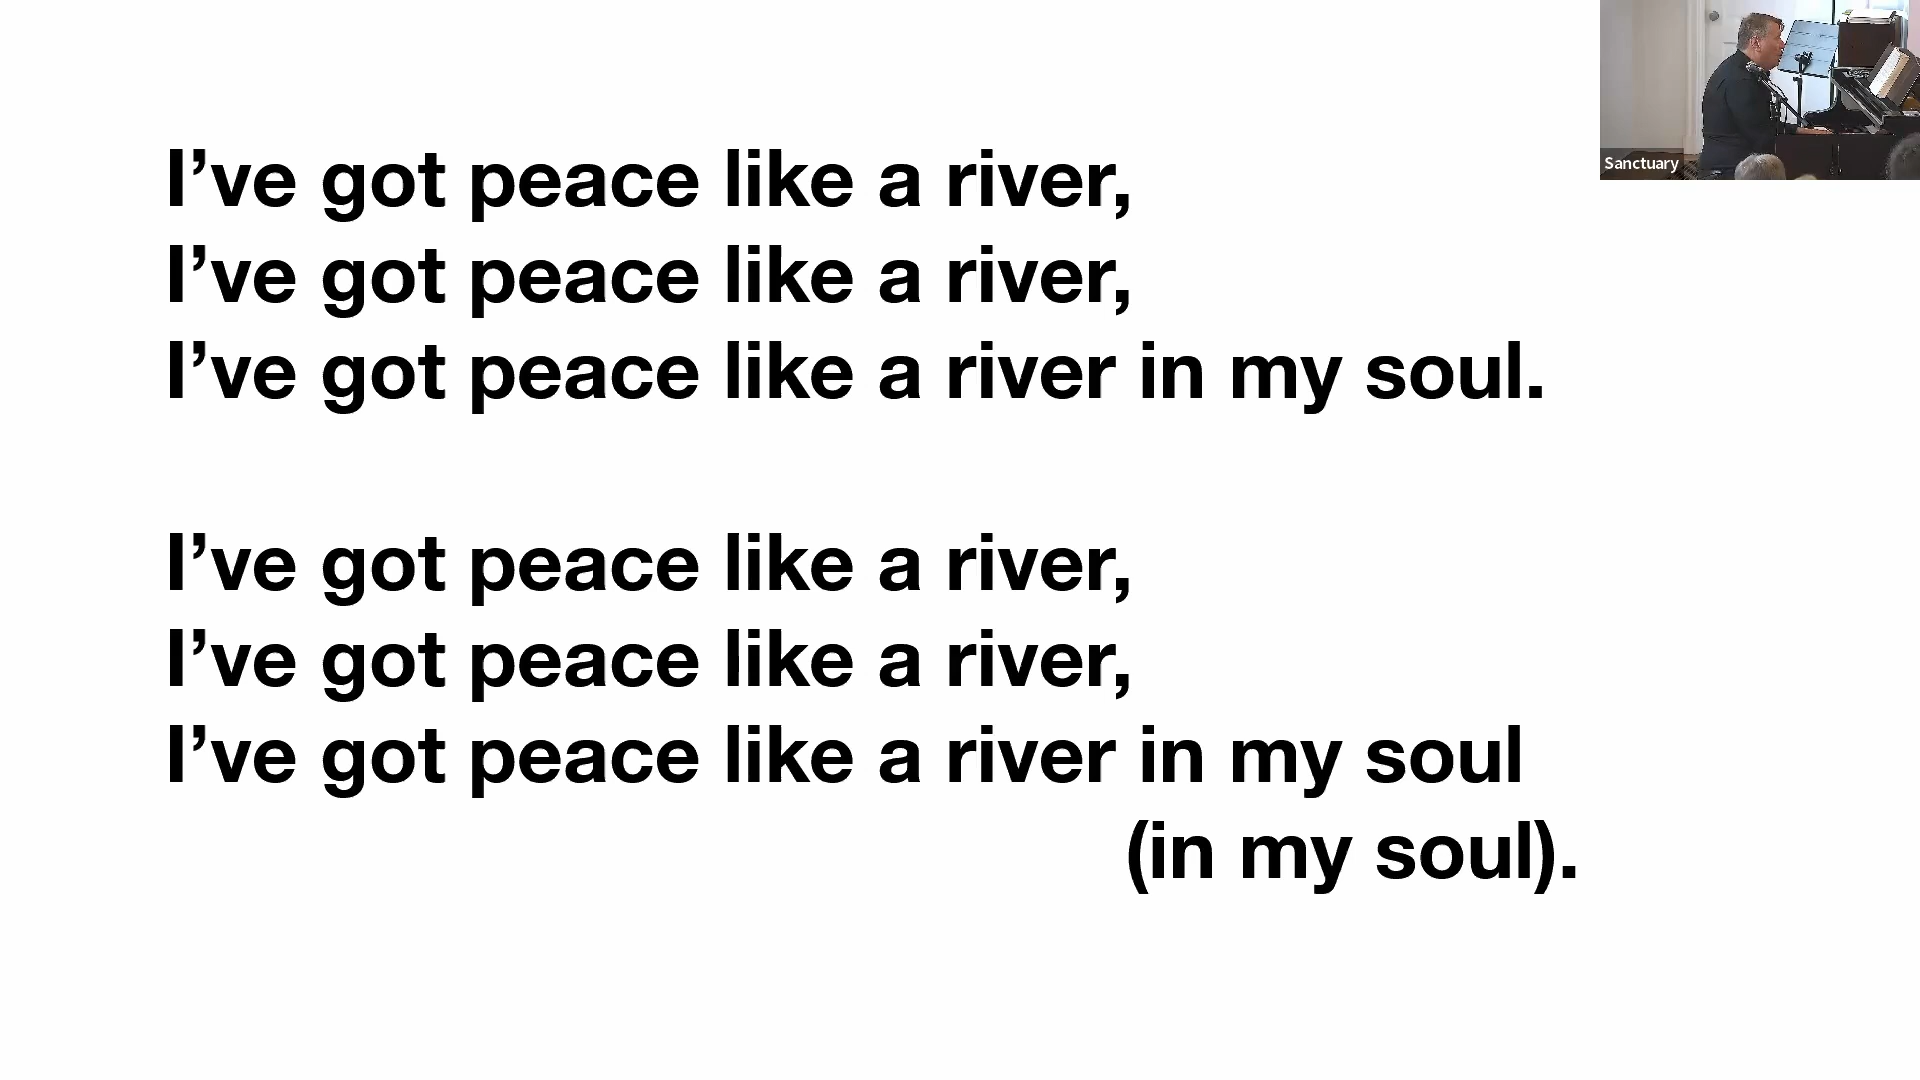 I’ve got peace like a river,
I’ve got peace like a river,
I’ve got peace like a river in my soul.
I’ve got peace like a river,
I’ve got peace like a river,
I’ve got peace like a river in my soul
(in my soul).
Sanctuary